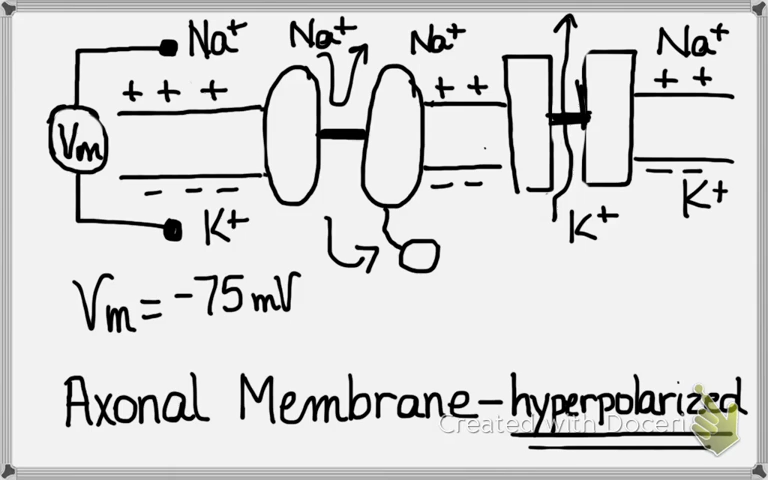 Na+ Na+ Na+ Na+
+ + + + + + +
Vm
– – – – – – –
K+ K+ K+
Vm = -75 mV
Axonal Membrane - hyperpolarized
Created with Doceri